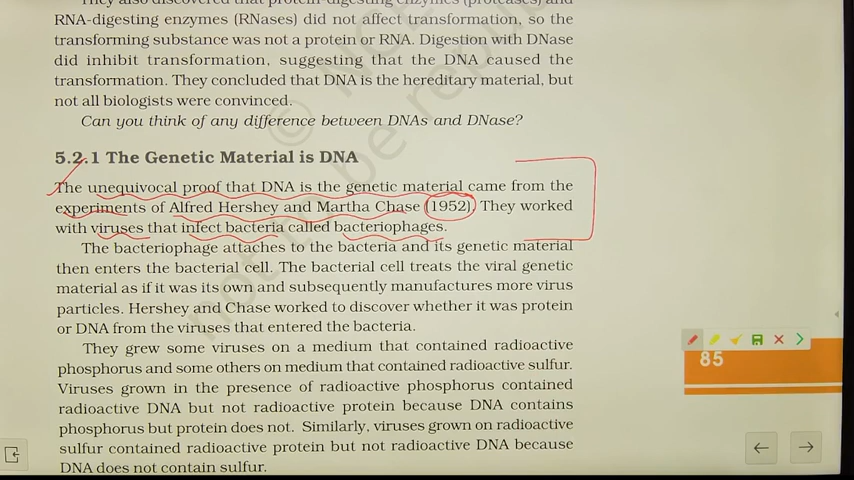 They also discovered that protein-digesting enzymes (proteases) and
RNA-digesting enzymes (RNases) did not affect transformation, so the
transforming substance was not a protein or RNA. Digestion with DNase
did inhibit transformation, suggesting that the DNA caused the
transformation. They concluded that DNA is the hereditary material, but
not all biologists were convinced.
Can you think of any difference between DNAs and DNase?
5.2.1 The Genetic Material is DNA
The unequivocal proof that DNA is the genetic material came from the
experiments of Alfred Hershey and Martha Chase (1952). They worked
with viruses that infect bacteria called bacteriophages.
The bacteriophage attaches to the bacteria and its genetic material
then enters the bacterial cell. The bacterial cell treats the viral genetic
material as if it was its own and subsequently manufactures more virus
particles. Hershey and Chase worked to discover whether it was protein
or DNA from the viruses that entered the bacteria.
They grew some viruses on a medium that contained radioactive
phosphorus and some others on medium that contained radioactive sulfur.
Viruses grown in the presence of radioactive phosphorus contained
radioactive DNA but not radioactive protein because DNA contains
phosphorus but protein does not. Similarly, viruses grown on radioactive
sulfur contained radioactive protein but not radioactive DNA because
DNA does not contain sulfur.
85